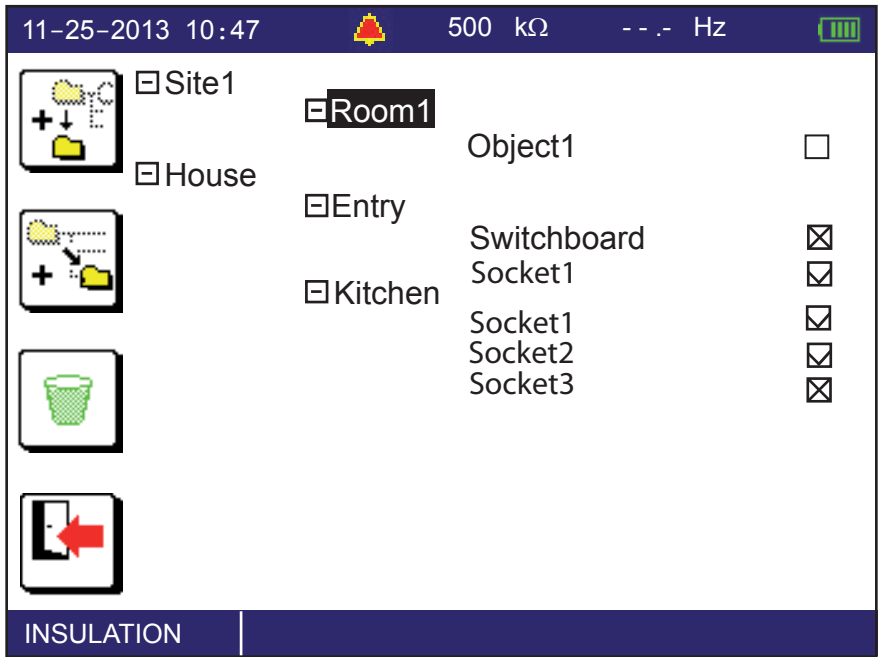 11-25-2013 10:47 500 kΩ - - .- Hz
Site1
Room1
Object1
House
Entry
Switchboard
Socket1
Kitchen
Socket1
Socket2
Socket3
INSULATION